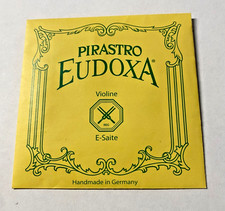 PIRASTRO
EUDOXA®
Violine
E-Saite
Handmade in Germany